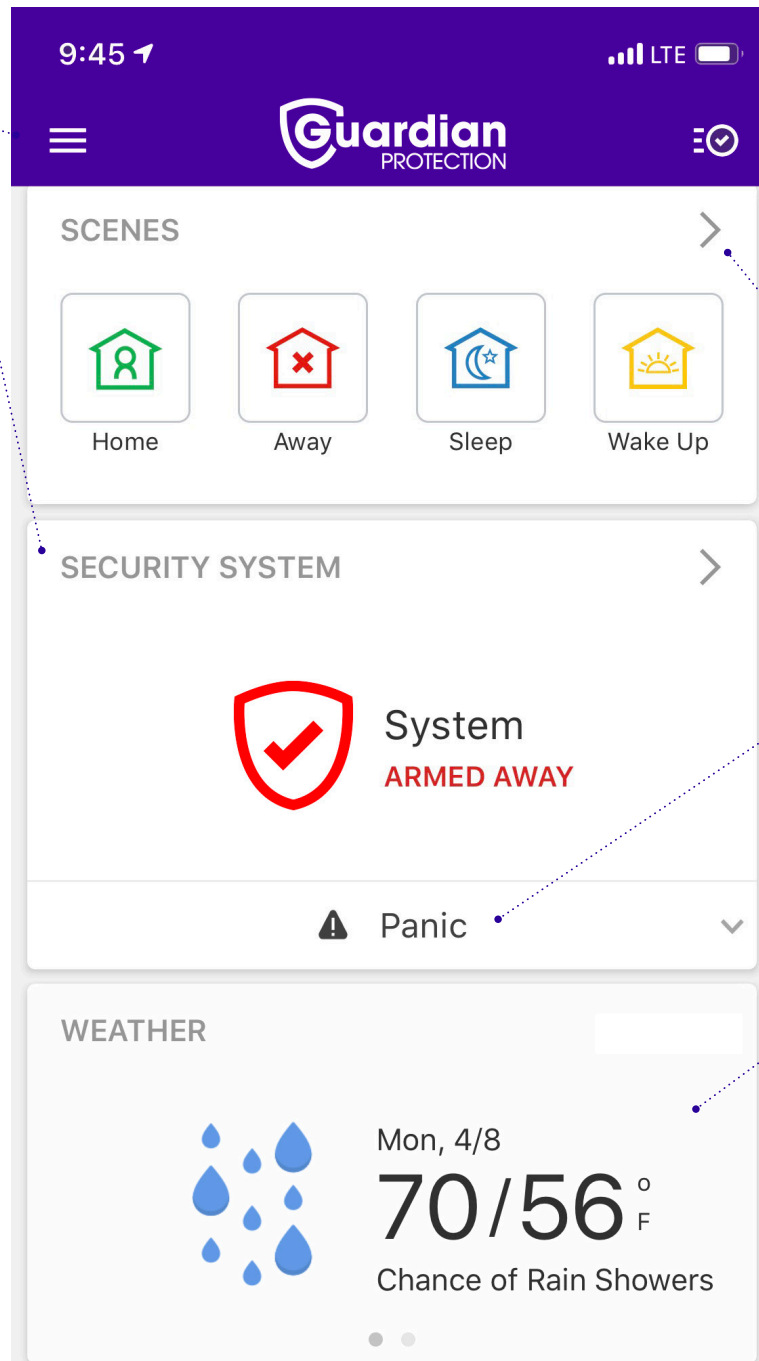 9:45
LTE
Guardian
PROTECTION
SCENES
Home Away Sleep Wake Up
SECURITY SYSTEM
System
ARMED AWAY
Panic
WEATHER
Mon, 4/8
70/56 °F
Chance of Rain Showers